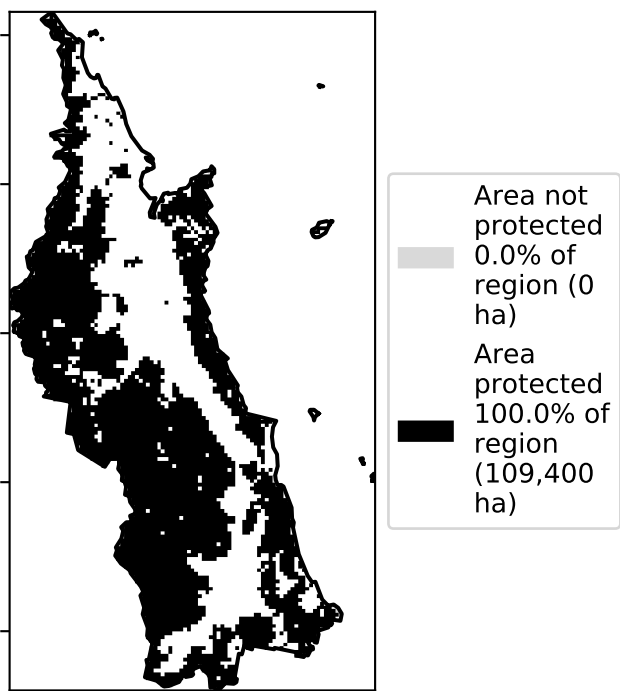 Area not
protected
0.0% of
region (0
ha)
Area
protected
100.0% of
region
(109,400
ha)